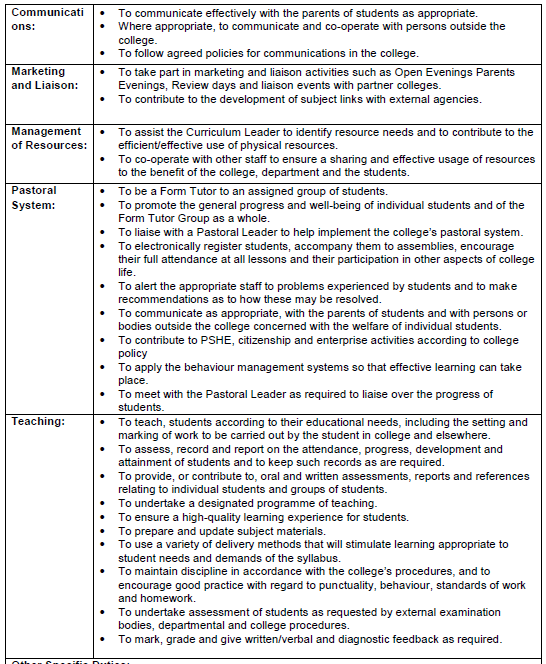 Communicati
ons:
• To communicate effectively with the parents of students as appropriate.
• Where appropriate, to communicate and co-operate with persons outside the
college.
• To follow agreed policies for communications in the college.
Marketing
and Liaison:
• To take part in marketing and liaison activities such as Open Evenings Parents
Evenings, Review days and liaison events with partner colleges.
• To contribute to the development of subject links with external agencies.
Management
of Resources:
• To assist the Curriculum Leader to identify resource needs and to contribute to the
efficient/effective use of physical resources.
• To co-operate with other staff to ensure a sharing and effective usage of resources
to the benefit of the college, department and the students.
Pastoral
System:
• To be a Form Tutor to an assigned group of students.
• To promote the general progress and well-being of individual students and of the
Form Tutor Group as a whole.
• To liaise with a Pastoral Leader to help implement the college's pastoral system.
• To electronically register students, accompany them to assemblies, encourage
their full attendance at all lessons and their participation in other aspects of college
life.
• To alert the appropriate staff to problems experienced by students and to make
recommendations as to how these may be resolved.
• To communicate as appropriate, with the parents of students and with persons or
bodies outside the college concerned with the welfare of individual students.
• To contribute to PSHE, citizenship and enterprise activities according to college
policy
• To apply the behaviour management systems so that effective learning can take
place.
• To meet with the Pastoral Leader as required to liaise over the progress of
students.
Teaching:
• To teach, students according to their educational needs, including the setting and
marking of work to be carried out by the student in college and elsewhere.
• To assess, record and report on the attendance, progress, development and
attainment of students and to keep such records as are required.
• To provide, or contribute to, oral and written assessments, reports and references
relating to individual students and groups of students.
• To undertake a designated programme of teaching.
• To ensure a high-quality learning experience for students.
• To prepare and update subject materials.
• To use a variety of delivery methods that will stimulate learning appropriate to
student needs and demands of the syllabus.
• To maintain discipline in accordance with the college's procedures, and to
encourage good practice with regard to punctuality, behaviour, standards of work
and homework.
• To undertake assessment of students as requested by external examination
bodies, departmental and college procedures.
• To mark, grade and give written/verbal and diagnostic feedback as required.
Other Specific Duties: